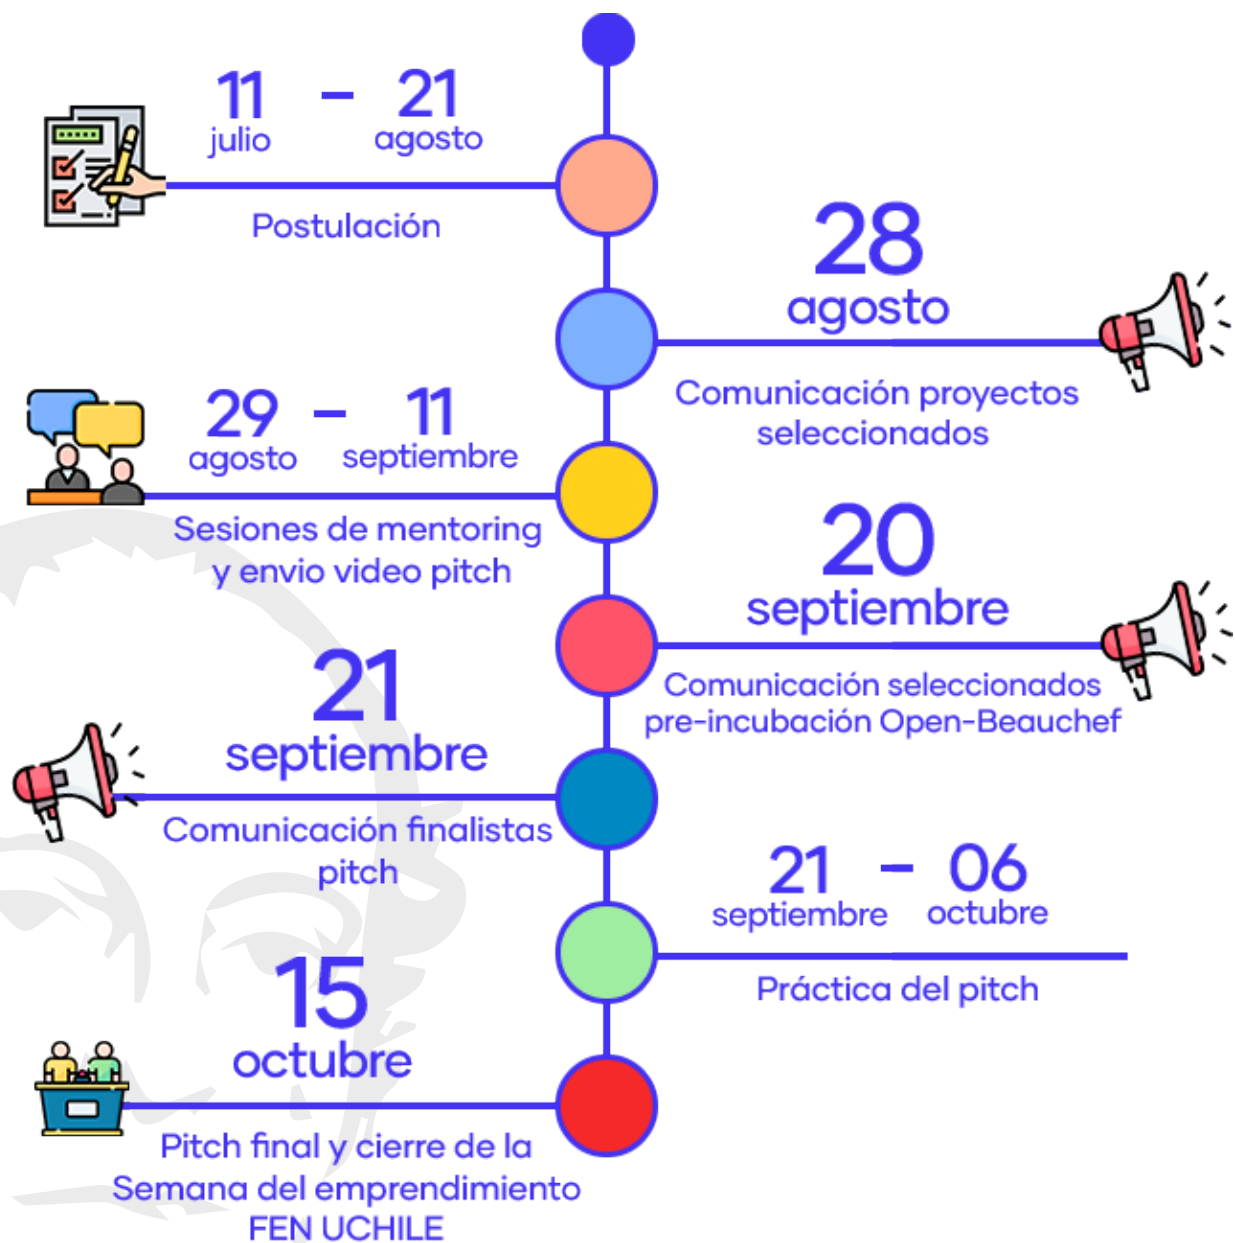 11 – 21
julio agosto
Postulación
28
agosto
Comunicación proyectos
seleccionados
29 – 11
agosto septiembre
Sesiones de mentoring
y envio video pitch
20
septiembre
Comunicación seleccionados
pre-incubación Open-Beauchef
21
septiembre
Comunicación finalistas
pitch
21 – 06
septiembre octubre
Práctica del pitch
15
octubre
Pitch final y cierre de la
Semana del emprendimiento
FEN UCHILE